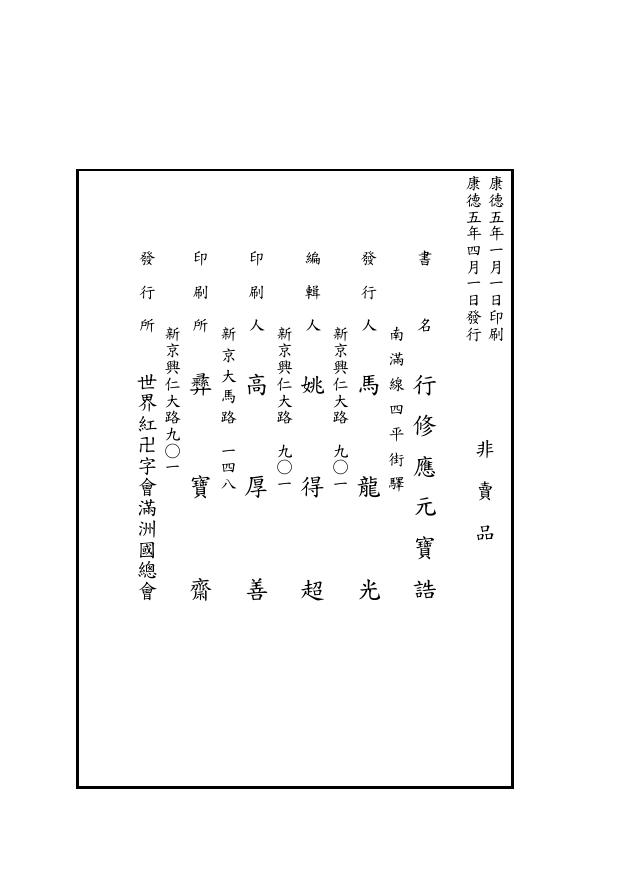 康德五年一月一日印刷
康德五年四月一日發行
非賣品
書名　行修應元寶誥
南滿線四平街驛
發行人　馬龍光
新京興仁大路　九〇一
編輯人　姚得超
新京興仁大路　九〇一
印刷人　高厚善
新京大馬路　一四八
印刷所　彝寶齋
新京興仁大路九〇一
發行所　世界紅卍字會滿洲國總會